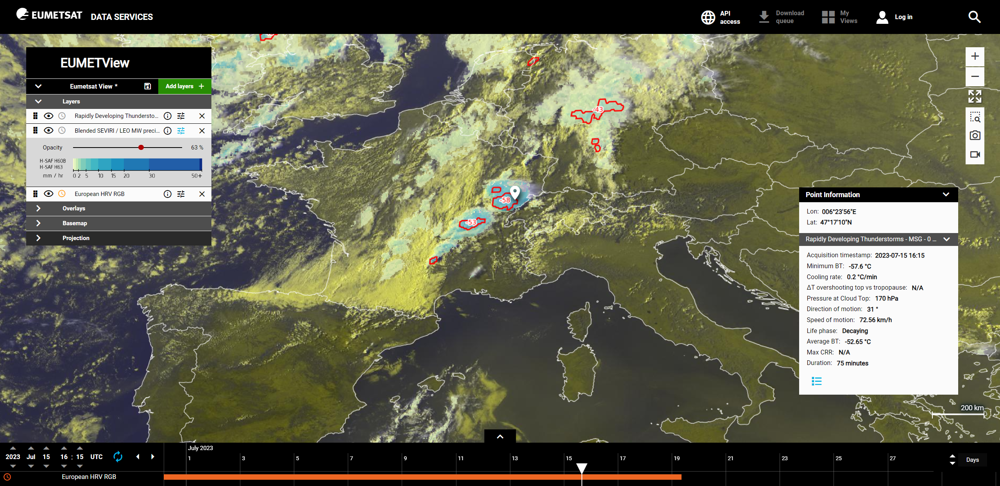 EUMETSAT DATA SERVICES
API access
Download queue
My Views
Log in
EUMETView
Eumetsat View *
Add layers +
Layers
Rapidly Developing Thundersto...
Blended SEVIRI / LEO MW preci...
Opacity 63 %
H-SAF H60B
H-SAF H63
mm / hr 0 2 5 10 15 20 30 50+
European HRV RGB
Overlays
Basemap
Projection
-43
-58
-53
Point Information
Lon: 006°23'56"E
Lat: 47°17'10"N
Rapidly Developing Thunderstorms - MSG - 0 ...
Acquisition timestamp: 2023-07-15 16:15
Minimum BT: -57.6 °C
Cooling rate: 0.2 °C/min
ΔT overshooting top vs tropopause: N/A
Pressure at Cloud Top: 170 hPa
Direction of motion: 31 °
Speed of motion: 72.56 km/h
Life phase: Decaying
Average BT: -52.65 °C
Max CRR: N/A
Duration: 75 minutes
200 km
July 2023
2023 Jul 15 16 : 15 UTC
1 3 5 7 9 11 13 15 17 19 21 23 25 27
Days
European HRV RGB